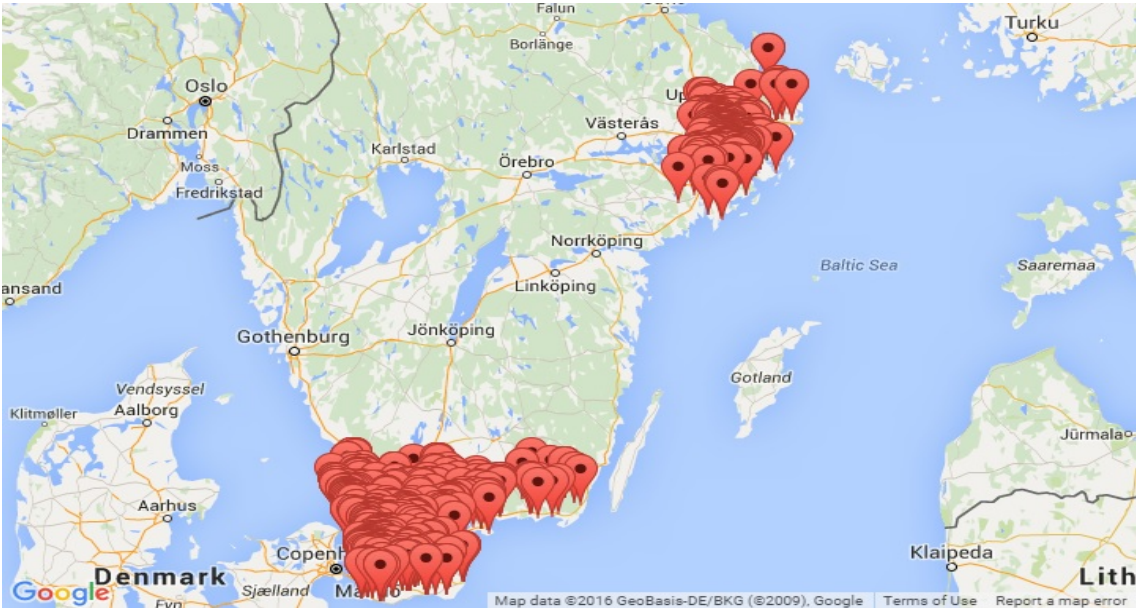 Falun
Turku
Borlänge
Oslo
Up
Västerås
Drammen
Karlstad
Örebro
Moss
Fredrikstad
Norrköping
Baltic Sea
Saaremaa
ansand
Linköping
Gothenburg
Jönköping
Vendsyssel
Gotland
Klitmøller
Aalborg
Jūrmala
Aarhus
Copenh
Klaipeda
Denmark
Lith
Sjælland
Google
Map data ©2016 GeoBasis-DE/BKG (©2009), Google
Terms of Use
Report a map error